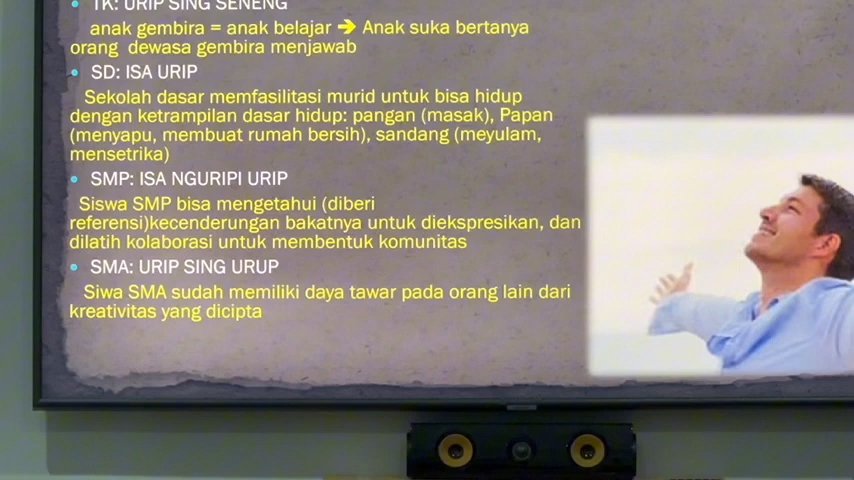 TK: URIP SING SENENG
anak gembira = anak belajar ➔ Anak suka bertanya
orang dewasa gembira menjawab
SD: ISA URIP
Sekolah dasar memfasilitasi murid untuk bisa hidup
dengan ketrampilan dasar hidup: pangan (masak), Papan
(menyapu, membuat rumah bersih), sandang (meyulam,
mensetrika)
SMP: ISA NGURIPI URIP
Siswa SMP bisa mengetahui (diberi
referensi)kecenderungan bakatnya untuk diekspresikan, dan
dilatih kolaborasi untuk membentuk komunitas
SMA: URIP SING URUP
Siwa SMA sudah memiliki daya tawar pada orang lain dari
kreativitas yang dicipta